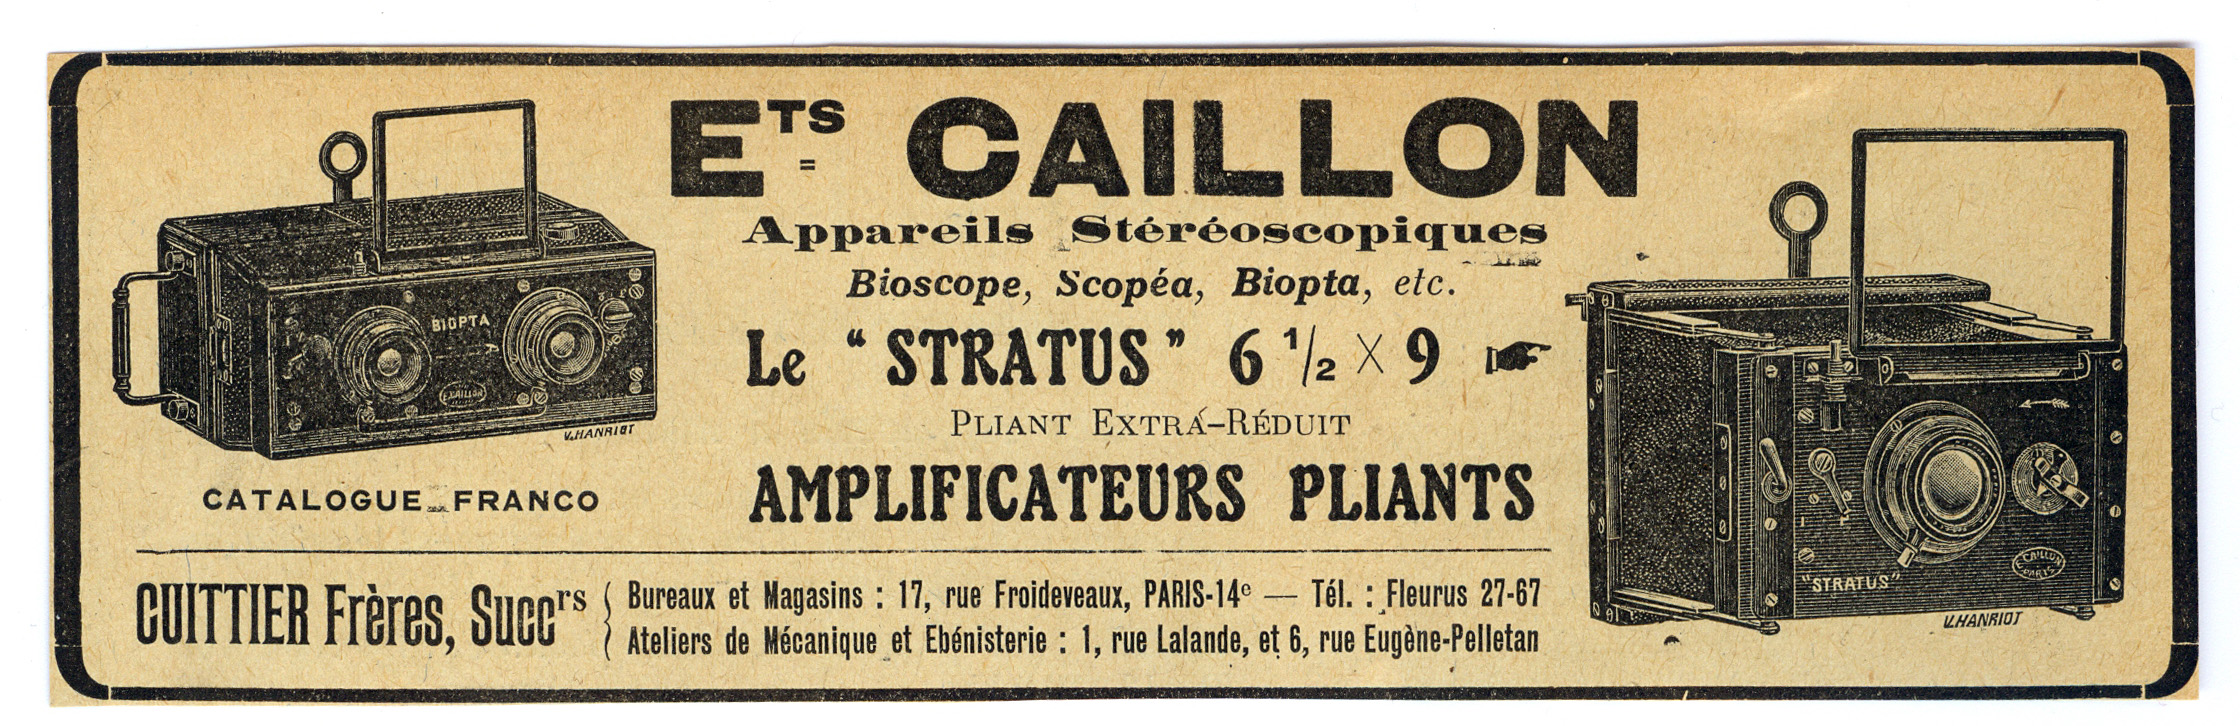 ETS CAILLON
Appareils Stéréoscopiques
Bioscope, Scopéa, Biopta, etc.
Le “ STRATUS ” 6 1/2 × 9
PLIANT EXTRA-RÉDUIT
AMPLIFICATEURS PLIANTS
BIOPTA
E.CAILLON
V.HANRIOT
CATALOGUE FRANCO
"STRATUS"
E.CAILLON
PARIS
V.HANRIOT
CUITTIER Frères, Succrs
Bureaux et Magasins : 17, rue Froideveaux, PARIS-14e — Tél. : Fleurus 27-67
Ateliers de Mécanique et Ebénisterie : 1, rue Lalande, et 6, rue Eugène-Pelletan